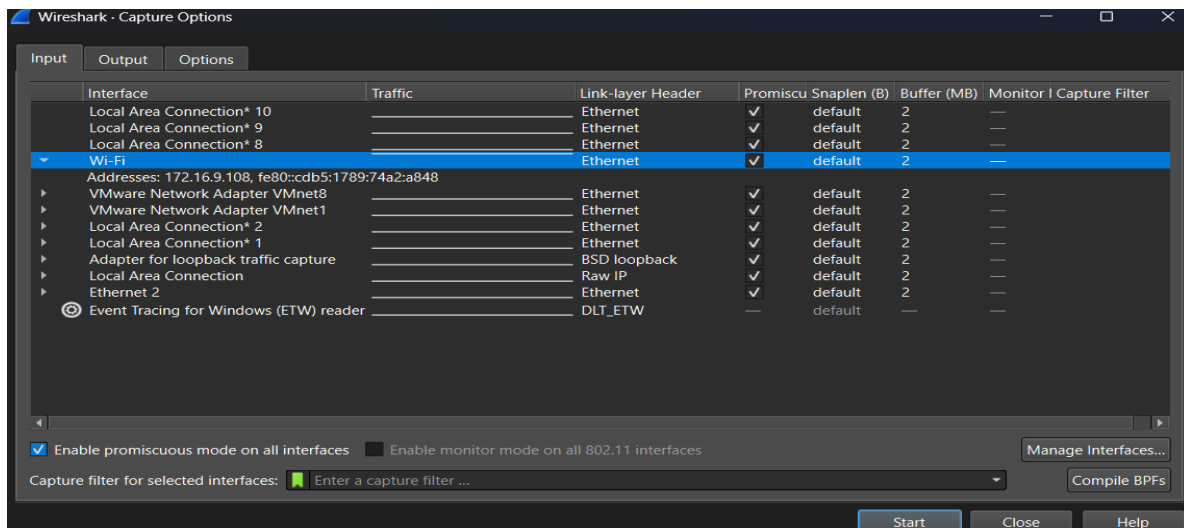 Wireshark · Capture Options
Input Output Options
Interface Traffic Link-layer Header Promiscu Snaplen (B) Buffer (MB) Monitor I Capture Filter
Local Area Connection* 10 Ethernet default 2 —
Local Area Connection* 9 Ethernet default 2 —
Local Area Connection* 8 Ethernet default 2 —
Wi-Fi Ethernet default 2 —
Addresses: 172.16.9.108, fe80::cdb5:1789:74a2:a848
VMware Network Adapter VMnet8 Ethernet default 2 —
VMware Network Adapter VMnet1 Ethernet default 2 —
Local Area Connection* 2 Ethernet default 2 —
Local Area Connection* 1 Ethernet default 2 —
Adapter for loopback traffic capture BSD loopback default 2 —
Local Area Connection Raw IP default 2 —
Ethernet 2 Ethernet default 2 —
Event Tracing for Windows (ETW) reader DLT_ETW — default — —
Enable promiscuous mode on all interfaces Enable monitor mode on all 802.11 interfaces Manage Interfaces...
Capture filter for selected interfaces: Enter a capture filter ... Compile BPFs
Start Close Help